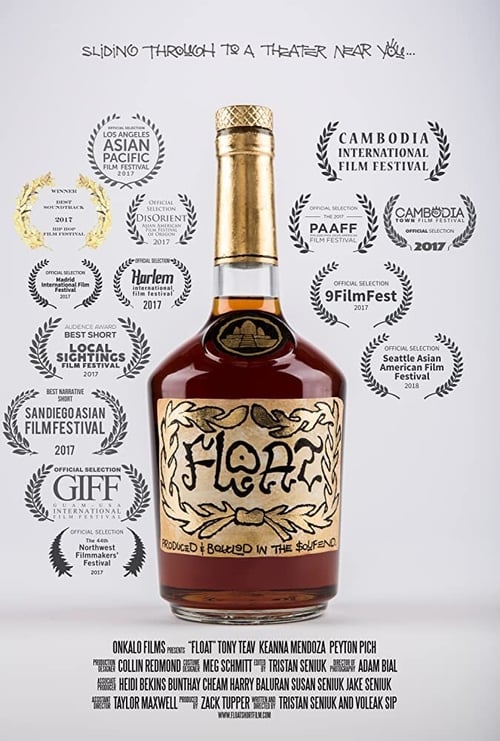 SLIDING THROUGH TO A THEATER NEAR YOU...
OFFICIAL SELECTION
LOS ANGELES
ASIAN
PACIFIC
FILM FESTIVAL
2017
CAMBODIA
INTERNATIONAL
FILM FESTIVAL
WINNER
BEST
SOUNDTRACK
2017
HIP HOP
FILM FESTIVAL
OFFICIAL
SELECTION
DISORIENT
ASIAN AMERICAN
FILM FESTIVAL
OF OREGON
2017
OFFICIAL SELECTION
THE 2017
PAAFF
FILM FESTIVAL
CAMBODIA
TOWN FILM FESTIVAL
OFFICIAL SELECTION
2017
OFFICIAL SELECTION
Madrid
International Film
Festival
2017
OFFICIAL SELECTION
Harlem
international
film festival
2017
OFFICIAL SELECTION
9FilmFest
2017
AUDIENCE AWARD
BEST SHORT
LOCAL
SIGHTINGS
FILM FESTIVAL
2017
OFFICIAL SELECTION
Seattle Asian
American Film
Festival
2018
BEST NARRATIVE
SHORT
SANDIEGOASIAN
FILMFESTIVAL
2017
OFFICIAL SELECTION
GIFF
GUAM-USA
INTERNATIONAL
FILM FESTIVAL
OFFICIAL SELECTION
The 44th
Northwest
Filmmakers'
Festival
2017
FLOAT
PRODUCED & BOTTLED IN THE $OUFEND
ONKALO FILMS PRESENTS "FLOAT" TONY TEAV KEANNA MENDOZA PEYTON PICH
PRODUCTION DESIGNER COLLIN REDMOND COSTUME DESIGNER MEG SCHMITT EDITED BY TRISTAN SENIUK DIRECTOR OF PHOTOGRAPHY ADAM BIAL
ASSOCIATE PRODUCER HEIDI BEKINS BUNTHAY CHEAM HARRY BALURAN SUSAN SENIUK JAKE SENIUK
ASSISTANT DIRECTOR TAYLOR MAXWELL PRODUCED BY ZACK TUPPER WRITTEN AND DIRECTED BY TRISTAN SENIUK AND VOLEAK SIP
WWW.FLOATSHORTFILM.COM